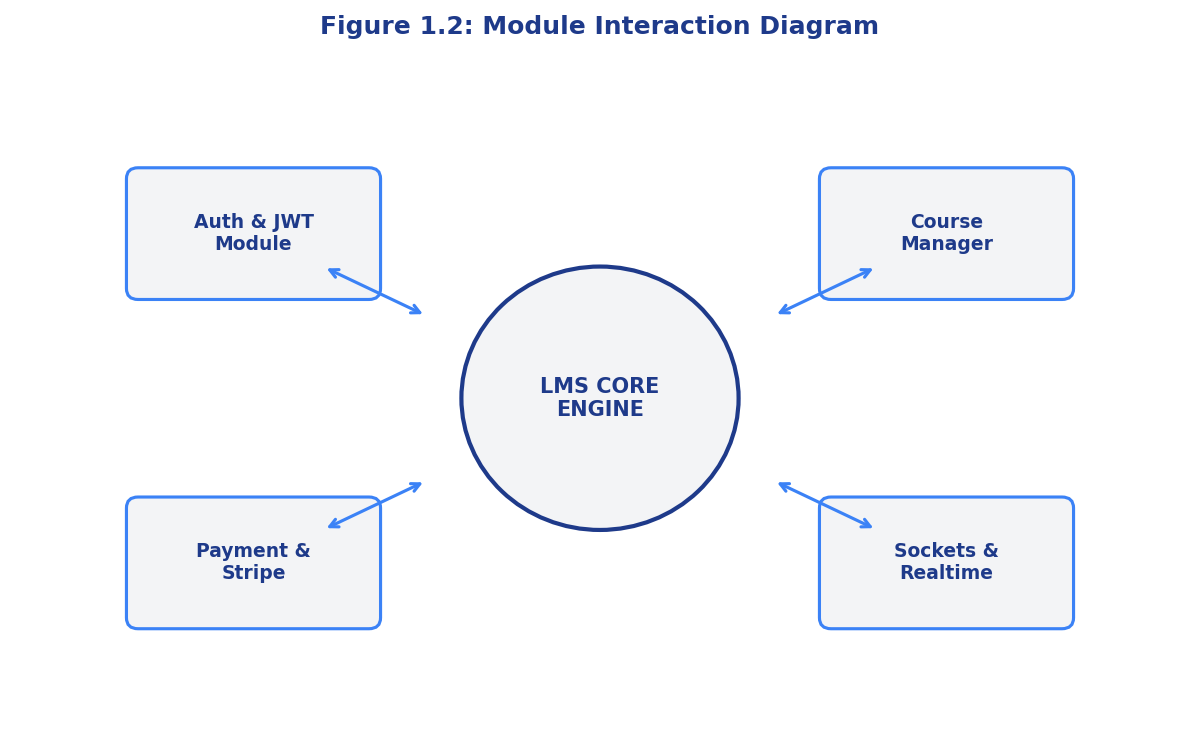 Figure 1.2: Module Interaction Diagram
Auth & JWT
Module
Course
Manager
LMS CORE
ENGINE
Payment &
Stripe
Sockets &
Realtime